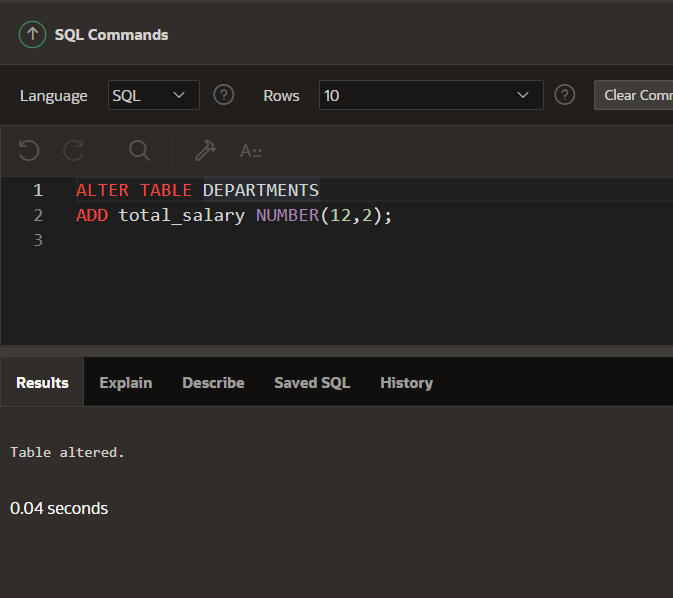 SQL Commands
Language SQL Rows 10 Clear Com
A
1 ALTER TABLE DEPARTMENTS
2 ADD total_salary NUMBER(12,2);
3
Results Explain Describe Saved SQL History
Table altered.
0.04 seconds